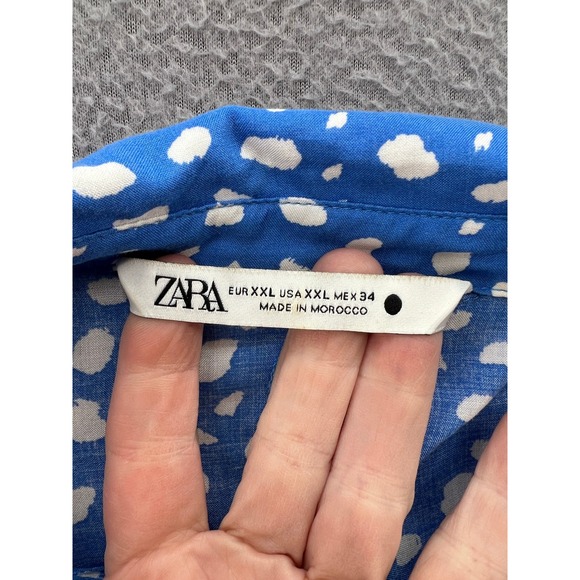 ZARA
EUR XXL USA XXL MEX 34
MADE IN MOROCCO